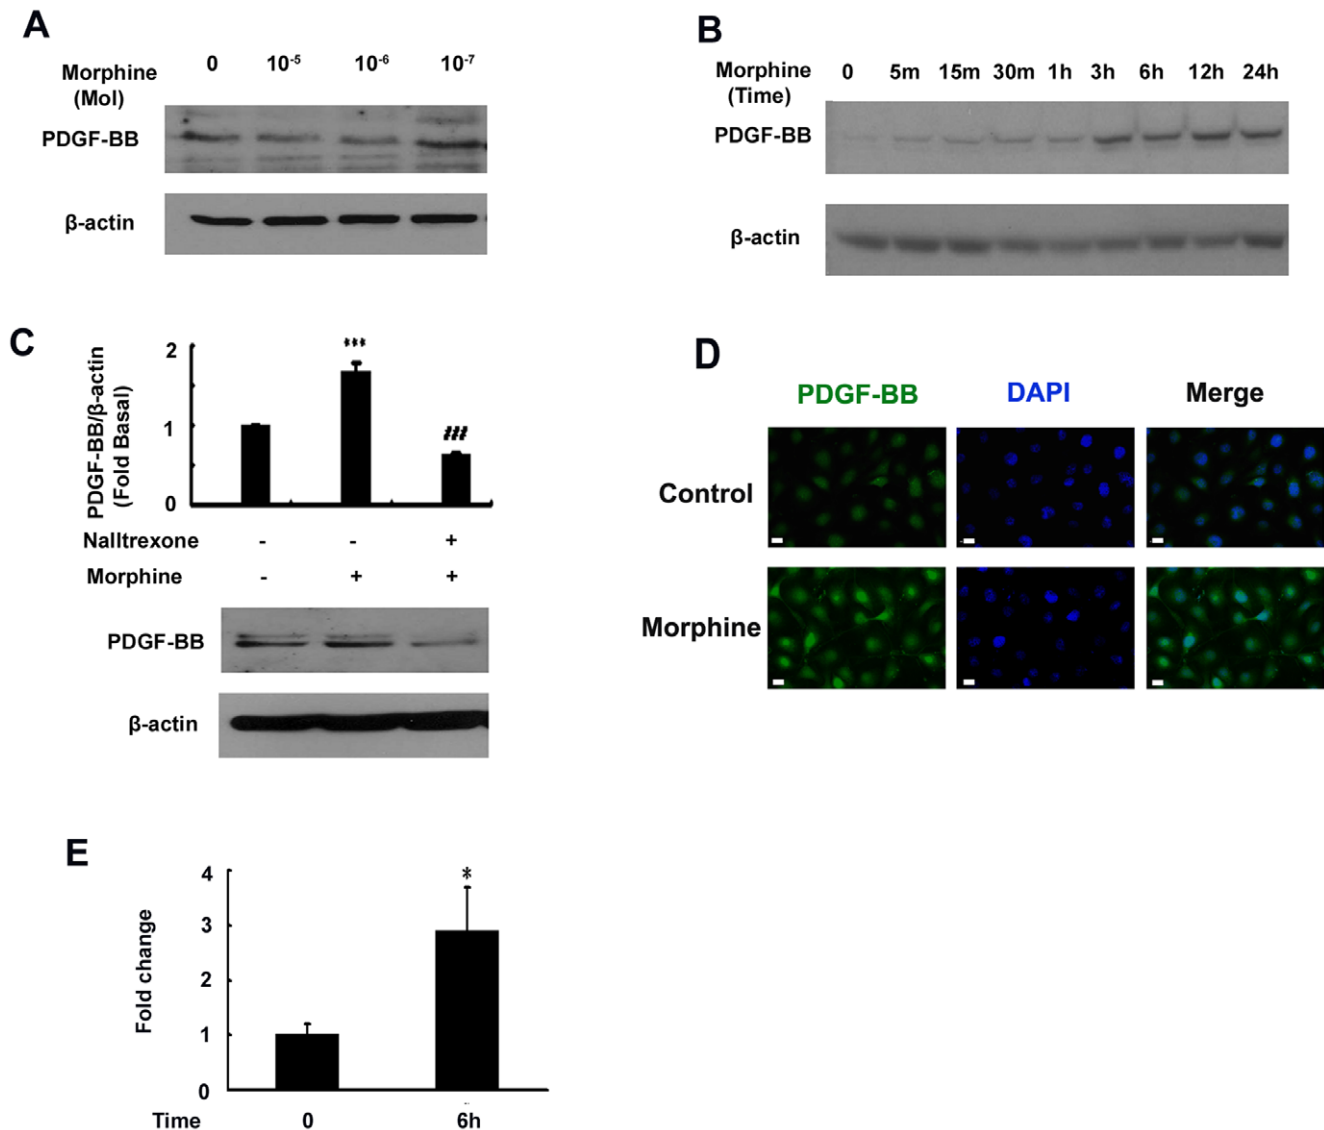 A
Morphine (Mol) 0 10⁻⁵ 10⁻⁶ 10⁻⁷
PDGF-BB
β-actin
B
Morphine (Time) 0 5m 15m 30m 1h 3h 6h 12h 24h
PDGF-BB
β-actin
C
PDGF-BB/β-actin
(Fold Basal)
2
1
0
***
###
Nalltrexone - - +
Morphine - + +
PDGF-BB
β-actin
D
PDGF-BB DAPI Merge
Control
Morphine
E
Fold change
4
3
2
1
0
*
Time 0 6h